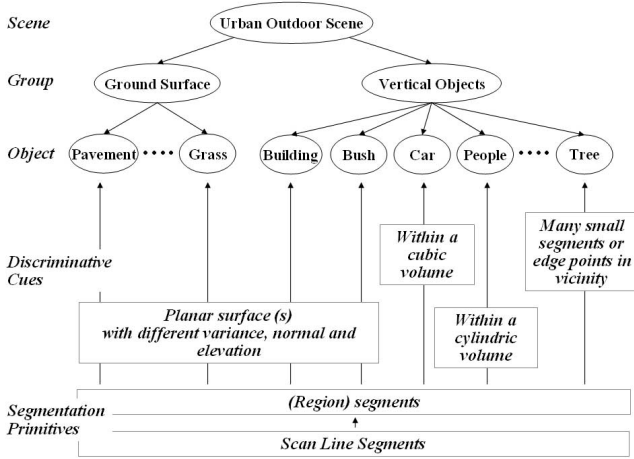 Scene
Urban Outdoor Scene
Group
Ground Surface
Vertical Objects
Object
Pavement
Grass
Building
Bush
Car
People
Tree
Discriminative
Cues
Planar surface (s)
with different variance, normal and
elevation
Within a
cubic
volume
Within a
cylindric
volume
Many small
segments or
edge points in
vicinity
Segmentation
Primitives
(Region) segments
Scan Line Segments